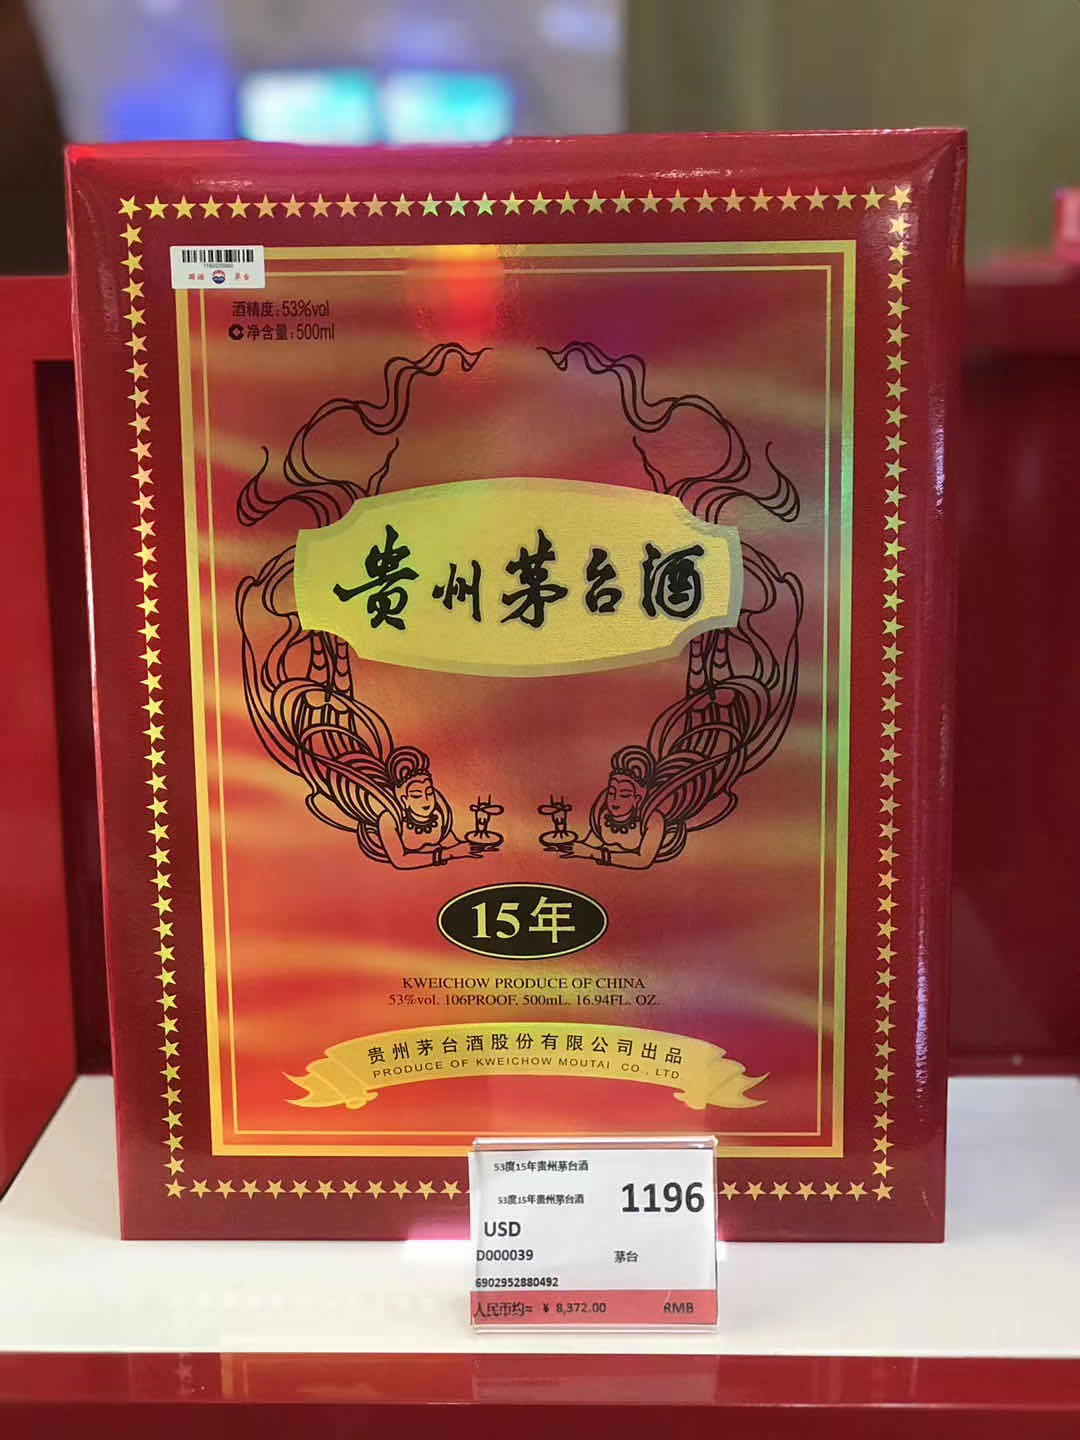 茅台
酒精度:53%vol
净含量:500ml
贵州茅台酒
15年
KWEICHOW PRODUCE OF CHINA
53%vol. 106PROOF, 500mL. 16.94FL. OZ.
贵州茅台酒股份有限公司出品
PRODUCE OF KWEICHOW MOUTAI CO., LTD
53度15年贵州茅台酒
53度15年贵州茅台酒
1196
USD
D000039 茅台
6902952880492
人民币约≈ ¥ 8,372.00 RMB